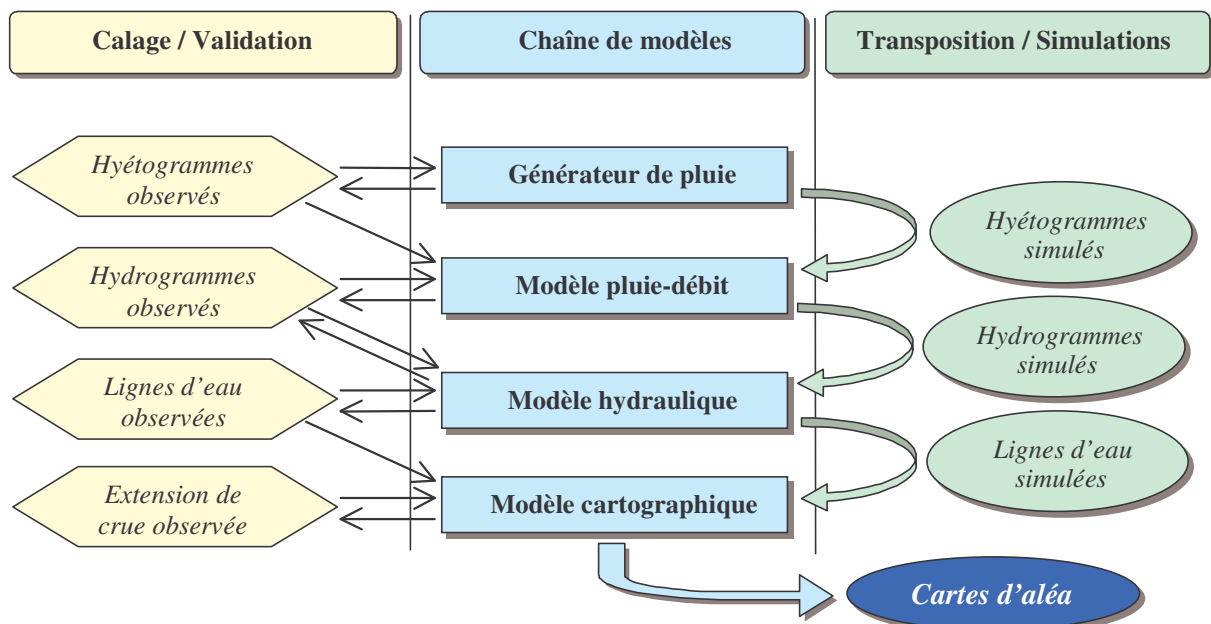 Calage / Validation
Chaîne de modèles
Transposition / Simulations
Hyétogrammes
observés
Générateur de pluie
Hyétogrammes
simulés
Hydrogrammes
observés
Modèle pluie-débit
Hydrogrammes
simulés
Lignes d'eau
observées
Modèle hydraulique
Lignes d'eau
simulées
Extension de
crue observée
Modèle cartographique
Cartes d'aléa